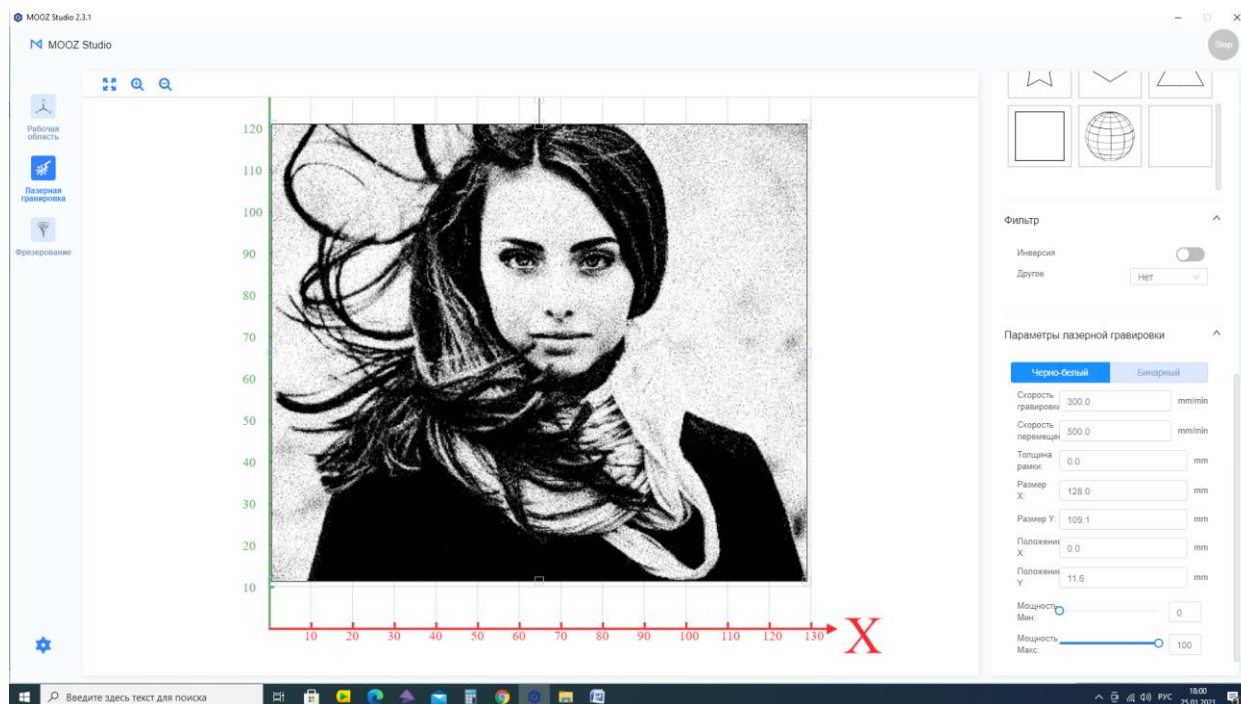 MOOZ Studio 2.3.1
MOOZ Studio
Stop
Рабочая
область
Лазерная
гравировка
Фрезерование
120
110
100
90
80
70
60
50
40
30
20
10
10 20 30 40 50 60 70 80 90 100 110 120 130
X
Фильтр
Инверсия
Другое Нет
Параметры лазерной гравировки
Черно-белый Бинарный
Скорость
гравировки 300.0 mm/min
Скорость
перемеще 500.0 mm/min
Толщина
рамки: 0.0 mm
Размер
X: 128.0 mm
Размер Y: 109.1 mm
Положение
X: 0.0 mm
Положение
Y: 11.6 mm
Мощность
Мин: 0
Мощность
Макс: 100
Введите здесь текст для поиска
РУС
18:00
25.01.2021